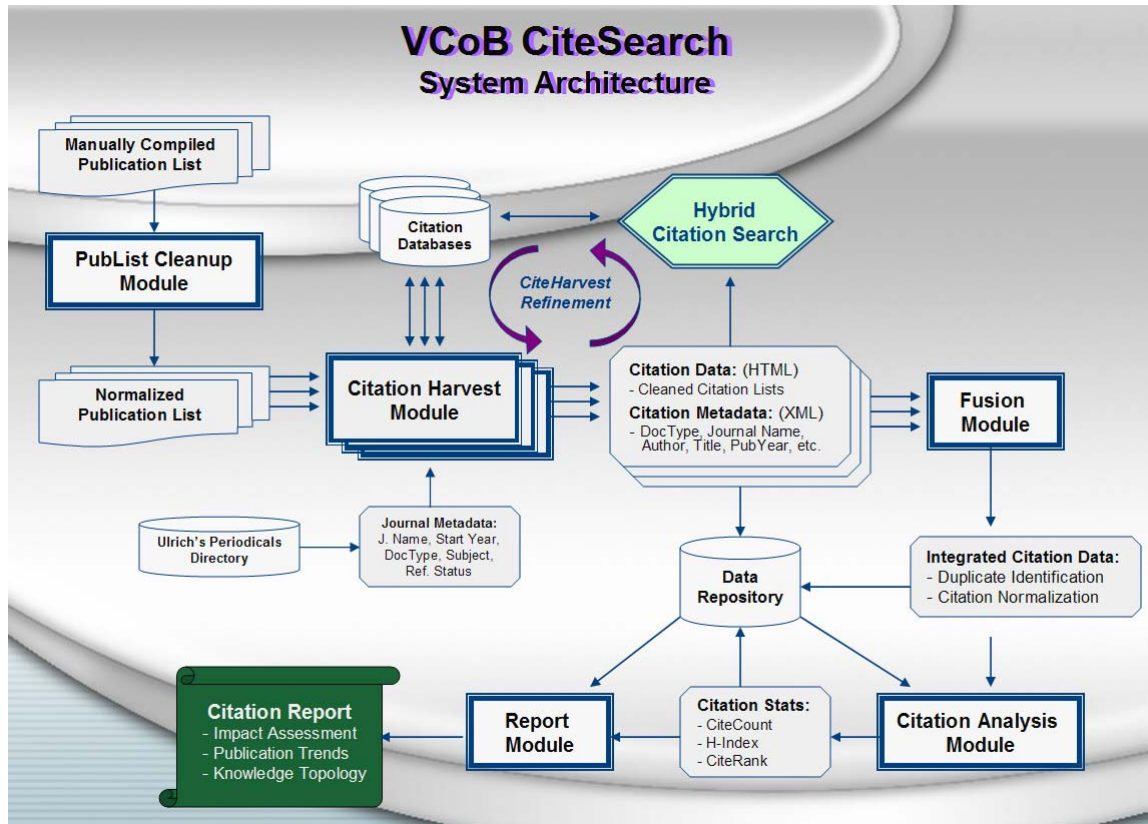 VCoB CiteSearch
System Architecture
Manually Compiled
Publication List
PubList Cleanup
Module
Normalized
Publication List
Citation
Databases
Hybrid
Citation Search
CiteHarvest
Refinement
Citation Harvest
Module
Citation Data: (HTML)
- Cleaned Citation Lists
Citation Metadata: (XML)
- DocType, Journal Name,
Author, Title, PubYear, etc.
Fusion
Module
Ulrich's Periodicals
Directory
Journal Metadata:
J. Name, Start Year,
DocType, Subject,
Ref. Status
Data
Repository
Integrated Citation Data:
- Duplicate Identification
- Citation Normalization
Citation Report
- Impact Assessment
- Publication Trends
- Knowledge Topology
Report
Module
Citation Stats:
- CiteCount
- H-Index
- CiteRank
Citation Analysis
Module